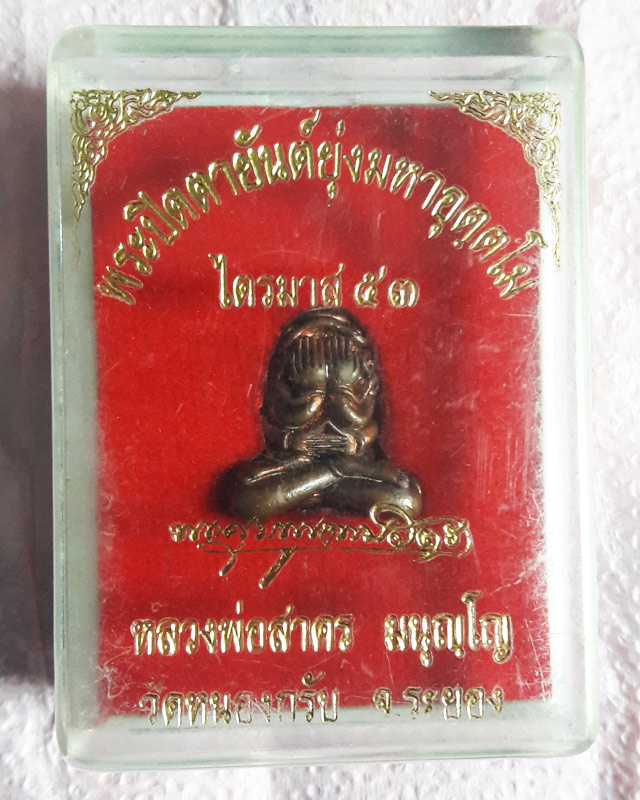 พระปิดตายันต์ยุ่งมหาอุตฺตโม
ไตรมาส ๕๓
หลวงพ่อสาคร มนุญฺโญ
วัดหนองกรับ จ.ระยอง